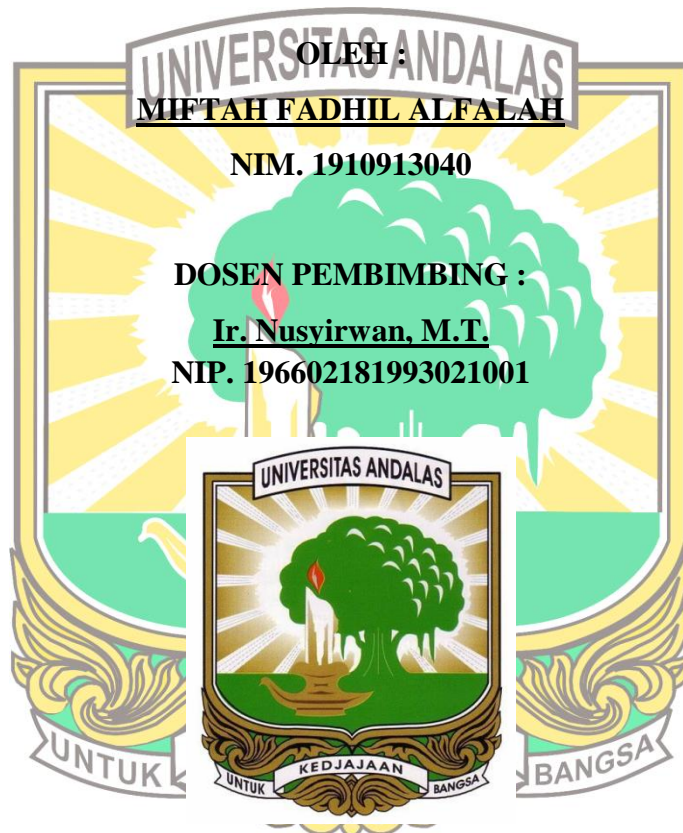 UNIVERSITAS ANDALAS
OLEH :
MIFTAH FADHIL ALFALAH
NIM. 1910913040
DOSEN PEMBIMBING :
Ir. Nusyirwan, M.T.
NIP. 196602181993021001
UNIVERSITAS ANDALAS
KEDJAJAAN
UNTUK BANGSA
UNTUK BANGSA